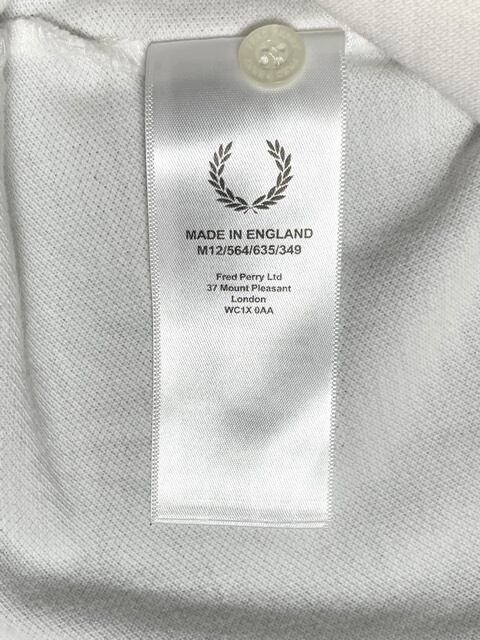 MADE IN ENGLAND
M12/564/635/349
Fred Perry Ltd
37 Mount Pleasant
London
WC1X 0AA